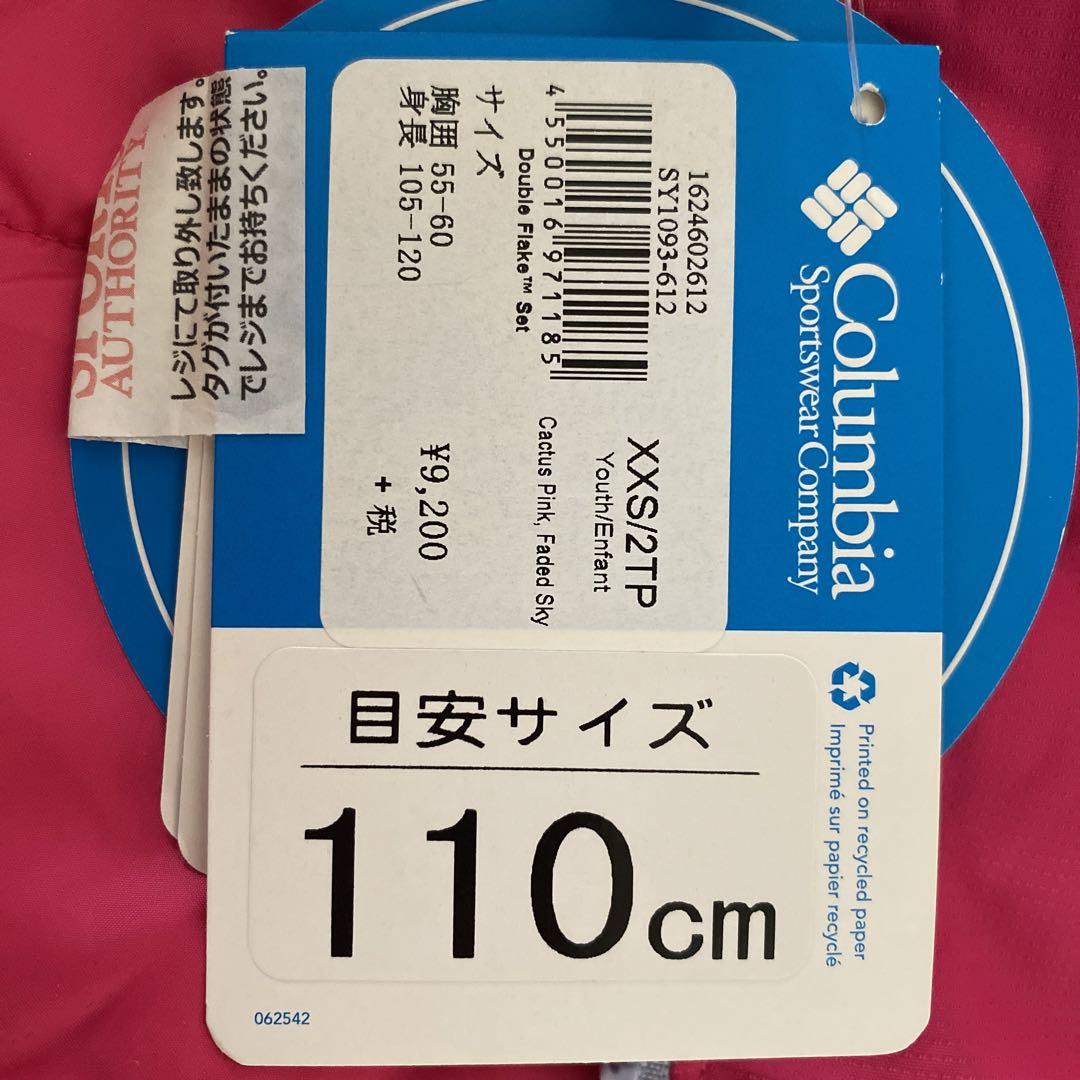 Columbia
Sportswear Company
1624602612
SY1093-612
XXS/2TP
Youth/Enfant
4 550016 971185
Double Flake™ Set
Cactus Pink, Faded Sky
サイズ
胸囲 55-60
身長 105-120
¥9,200
+ 税
AUTHORITY
レジにて取り外し致します。
タグが付いたままの状態
でレジまでお持ちください。
目安サイズ
110cm
Printed on recycled paper
Imprimé sur papier recyclé
062542